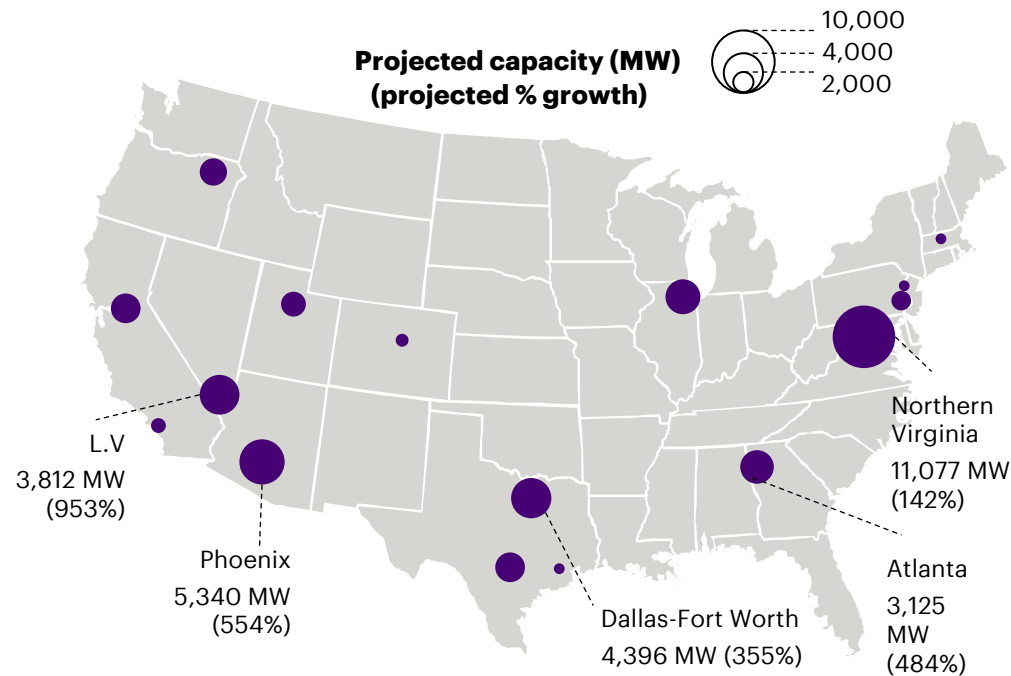 Projected capacity (MW)
(projected % growth)
10,000
4,000
2,000
L.V
3,812 MW
(953%)
Phoenix
5,340 MW
(554%)
Dallas-Fort Worth
4,396 MW (355%)
Northern
Virginia
11,077 MW
(142%)
Atlanta
3,125
MW
(484%)